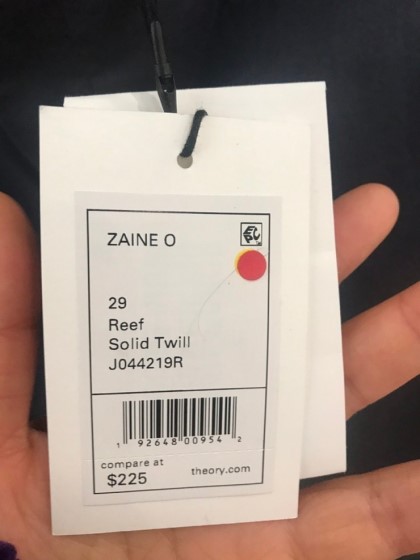 ZAINE O
29
Reef
Solid Twill
J044219R
1 92648 00954 2
compare at
$225
theory.com